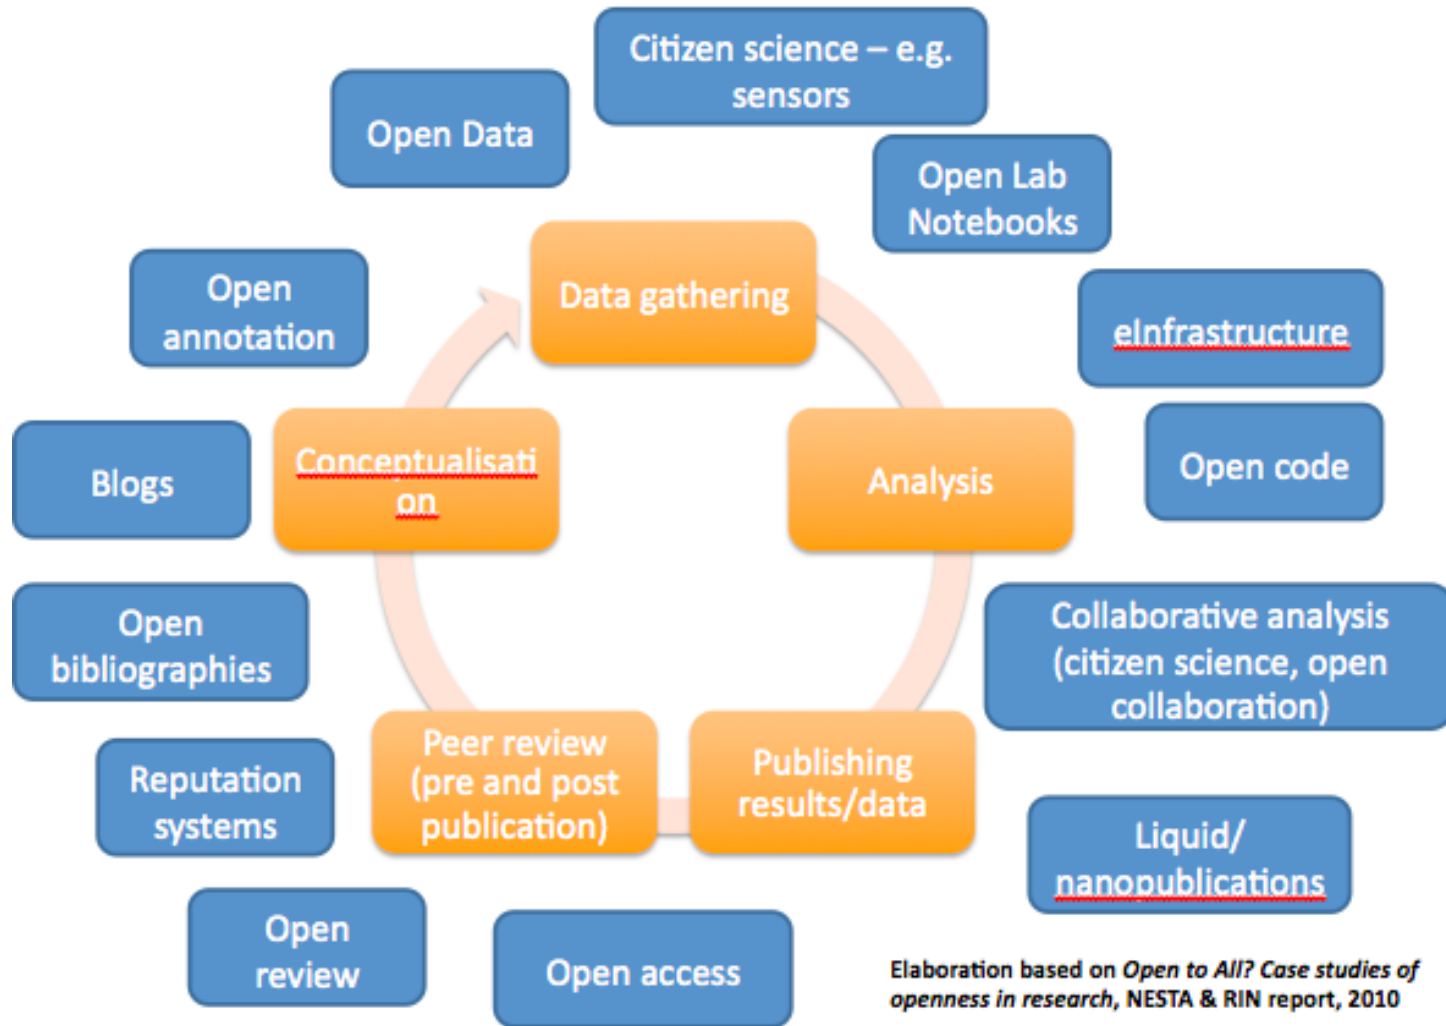 Citizen science – e.g.
sensors
Open Data
Open Lab
Notebooks
Data gathering
Open
annotation
eInfrastructure
Conceptualisati
on
Analysis
Open code
Blogs
Open
bibliographies
Collaborative analysis
(citizen science, open
collaboration)
Peer review
(pre and post
publication)
Publishing
results/data
Reputation
systems
Liquid/
nanopublications
Open
review
Open access
Elaboration based on Open to All? Case studies of
openness in research, NESTA & RIN report, 2010